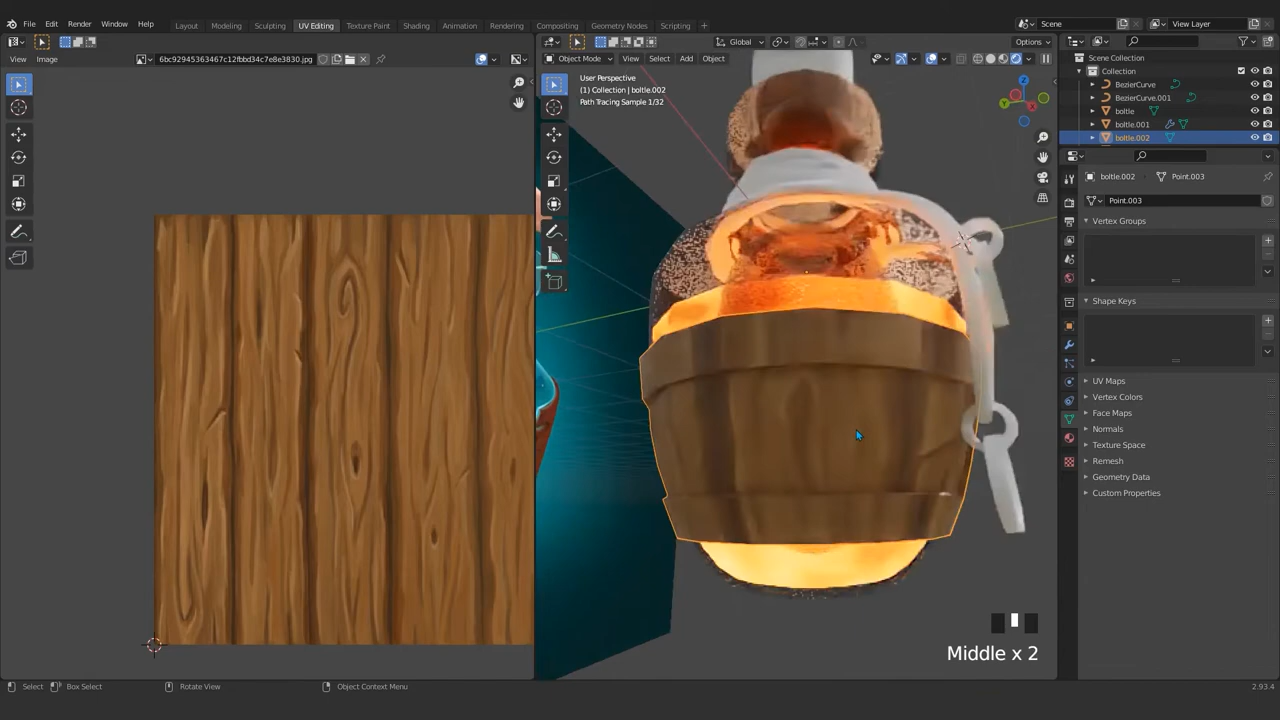 File Edit Render Window Help
Layout Modeling Sculpting UV Editing Texture Paint Shading Animation Rendering Compositing Geometry Nodes Scripting +
Scene
View Layer
Global
Options
View Image
6bc92945363467c12fbbd34c7e8e3830.jpg
Object Mode View Select Add Object
User Perspective
(1) Collection | boltle.002
Path Tracing Sample 1/32
Z
Y
X
Scene Collection
Collection
BezierCurve
BezierCurve.001
boltle
boltle.001
boltle.002
boltle.002 Point.003
Point.003
Vertex Groups
Shape Keys
UV Maps
Vertex Colors
Face Maps
Normals
Texture Space
Remesh
Geometry Data
Custom Properties
Middle x 2
Select Box Select Rotate View Object Context Menu
2.93.4